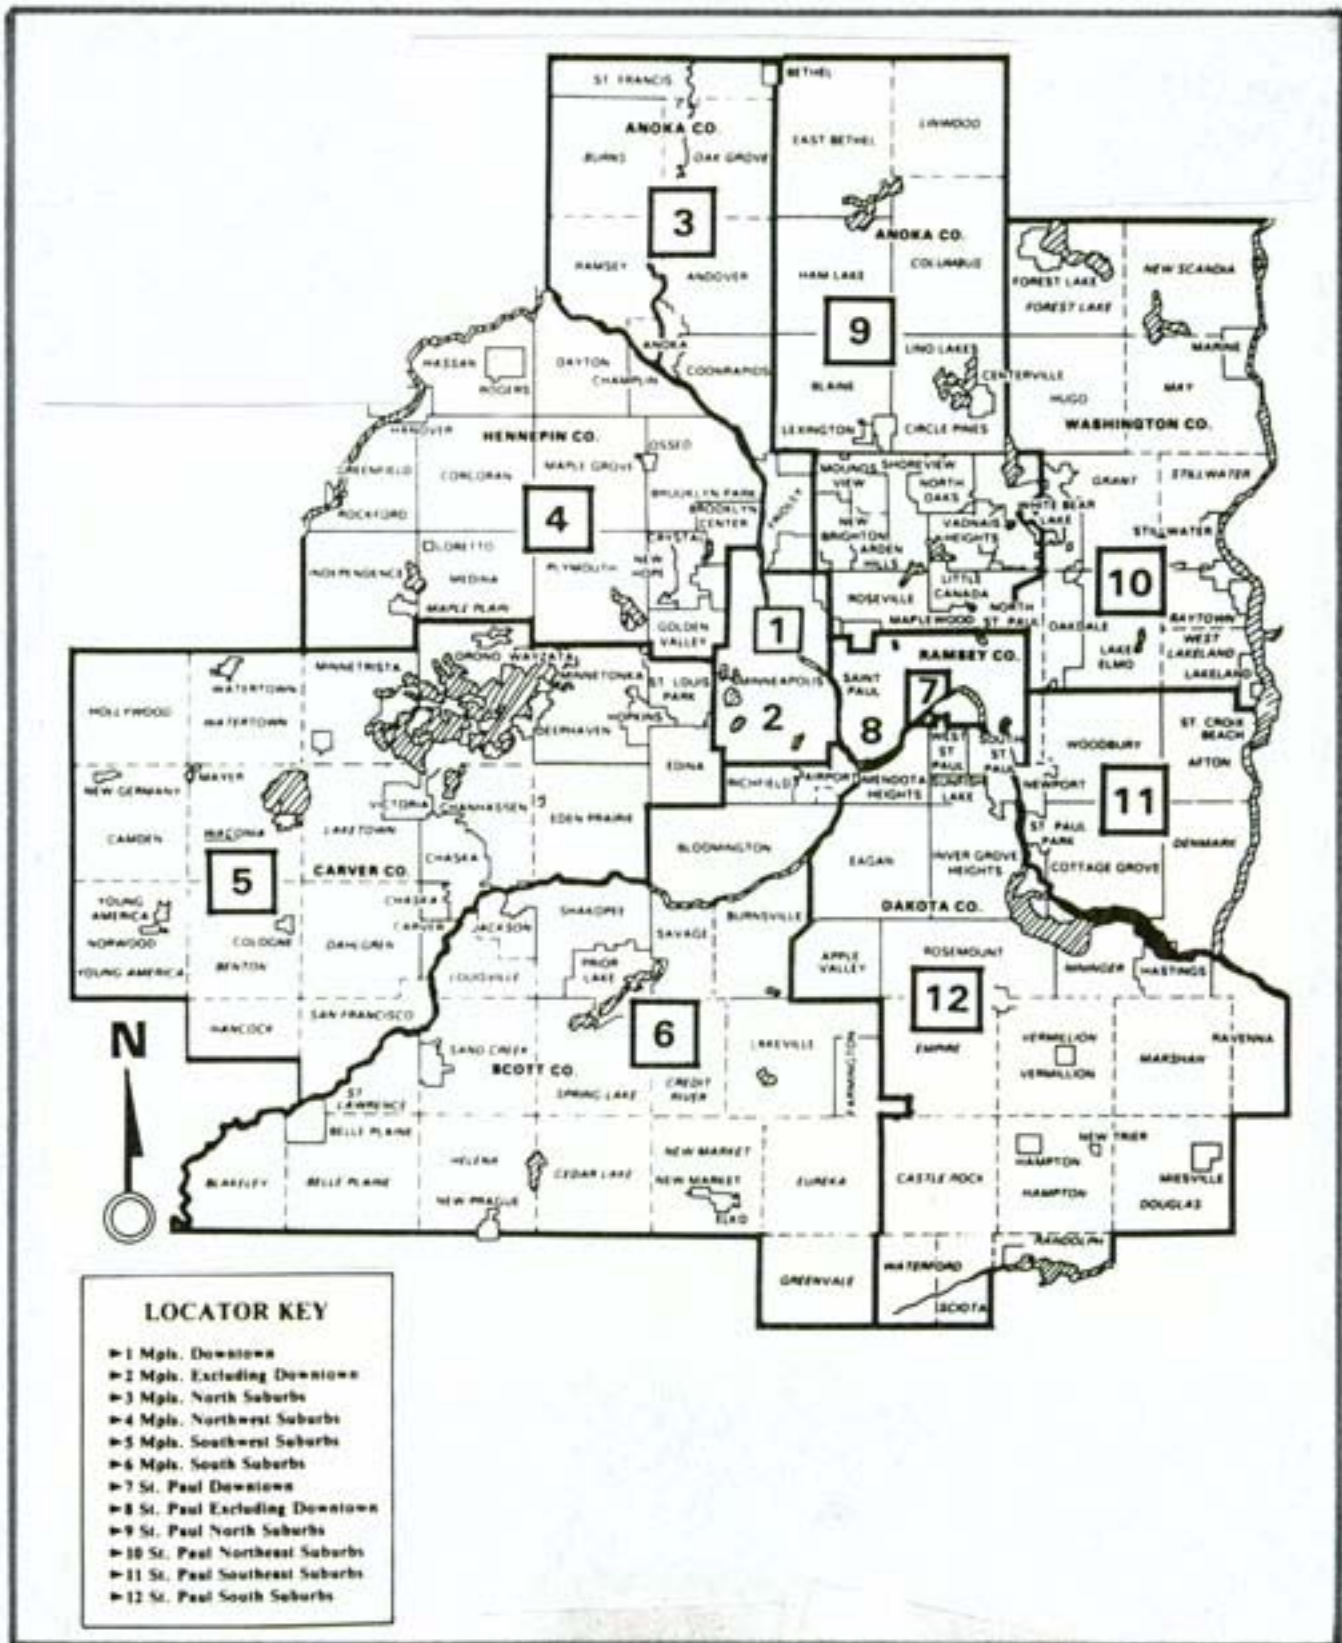 ST FRANCIS
BETHEL
ANOKA CO.
LINWOOD
EAST BETHEL
BURNS
OAK GROVE
3
ANOKA CO.
COLUMBUS
NEW SCANDIA
RAMSEY
ANDOVER
HAM LAKE
FOREST LAKE
FOREST LAKE
9
ANOKA
LINO LAKES
MARINE
HASSAN
DAYTON
COON RAPIDS
CENTERVILLE
ROGERS
CHAMPLIN
BLAINE
HUGO
MAY
HANOVER
HENNEPIN CO.
OSSEO
LEXINGTON
CIRCLE PINES
WASHINGTON CO.
GREENFIELD
CORCORAN
MAPLE GROVE
MOUNDS
VIEW
SHOREVIEW
NORTH
OAKS
GRANT
STILLWATER
BROOKLYN PARK
BROOKLYN
CENTER
FRIDLEY
ROCKFORD
4
NEW
BRIGHTON
VADNAIS
HEIGHTS
WHITE BEAR
LAKE
STILLWATER
CRYSTAL
ARDEN
HILLS
LORETTO
INDEPENDENCE
MEDINA
PLYMOUTH
NEW
HOPE
LITTLE
CANADA
10
MAPLE PLAIN
ROSEVILLE
NORTH
ST PAUL
MAPLEWOOD
OAKDALE
BAYTOWN
GOLDEN
VALLEY
1
WEST
LAKELAND
LAKE
ELMO
LAKELAND
MINNETRISTA
ORONO
WAYZATA
MINNETONKA
ST LOUIS
PARK
MINNEAPOLIS
SAINT
PAUL
RAMSEY CO.
7
WATERTOWN
HOLLYWOOD
WATERTOWN
HOPKINS
DEEPHAVEN
2
8
WEST
ST
PAUL
SOUTH
ST
PAUL
WOODBURY
ST. CROIX
BEACH
AFTON
EDINA
MAYER
NEW GERMANY
VICTORIA
CHANHASSEN
RICHFIELD
AIRPORT
MENDOTA
HEIGHTS
SUNFISH
LAKE
NEWPORT
11
CAMDEN
WACONIA
LAKETOWN
EDEN PRAIRIE
ST PAUL
PARK
DENMARK
5
CARVER CO.
CHASKA
BLOOMINGTON
EAGAN
INVER GROVE
HEIGHTS
COTTAGE GROVE
YOUNG
AMERICA
CHASKA
SHAKOPEE
BURNSVILLE
DAKOTA CO.
NORWOOD
COLOGNE
DAHLGREN
CARVER
JACKSON
SAVAGE
YOUNG AMERICA
BENTON
LOUISVILLE
PRIOR
LAKE
APPLE
VALLEY
ROSEMOUNT
NININGER
HASTINGS
12
HANCOCK
SAN FRANCISCO
N
SAND CREEK
6
LAKEVILLE
FARMINGTON
EMPIRE
VERMILLION
VERMILLION
MARSHAN
RAVENNA
SCOTT CO.
ST
LAWRENCE
SPRING LAKE
CREDIT
RIVER
BELLE PLAINE
HELENA
NEW MARKET
NEW TRIER
BLAKELEY
BELLE PLAINE
CEDAR LAKE
NEW MARKET
EUREKA
CASTLE ROCK
HAMPTON
MIESVILLE
NEW PRAGUE
ELKO
HAMPTON
DOUGLAS
RANDOLPH
GREENVALE
WATERFORD
SCIOTA
LOCATOR KEY
1 Mpls. Downtown
2 Mpls. Excluding Downtown
3 Mpls. North Suburbs
4 Mpls. Northwest Suburbs
5 Mpls. Southwest Suburbs
6 Mpls. South Suburbs
7 St. Paul Downtown
8 St. Paul Excluding Downtown
9 St. Paul North Suburbs
10 St. Paul Northeast Suburbs
11 St. Paul Southeast Suburbs
12 St. Paul South Suburbs